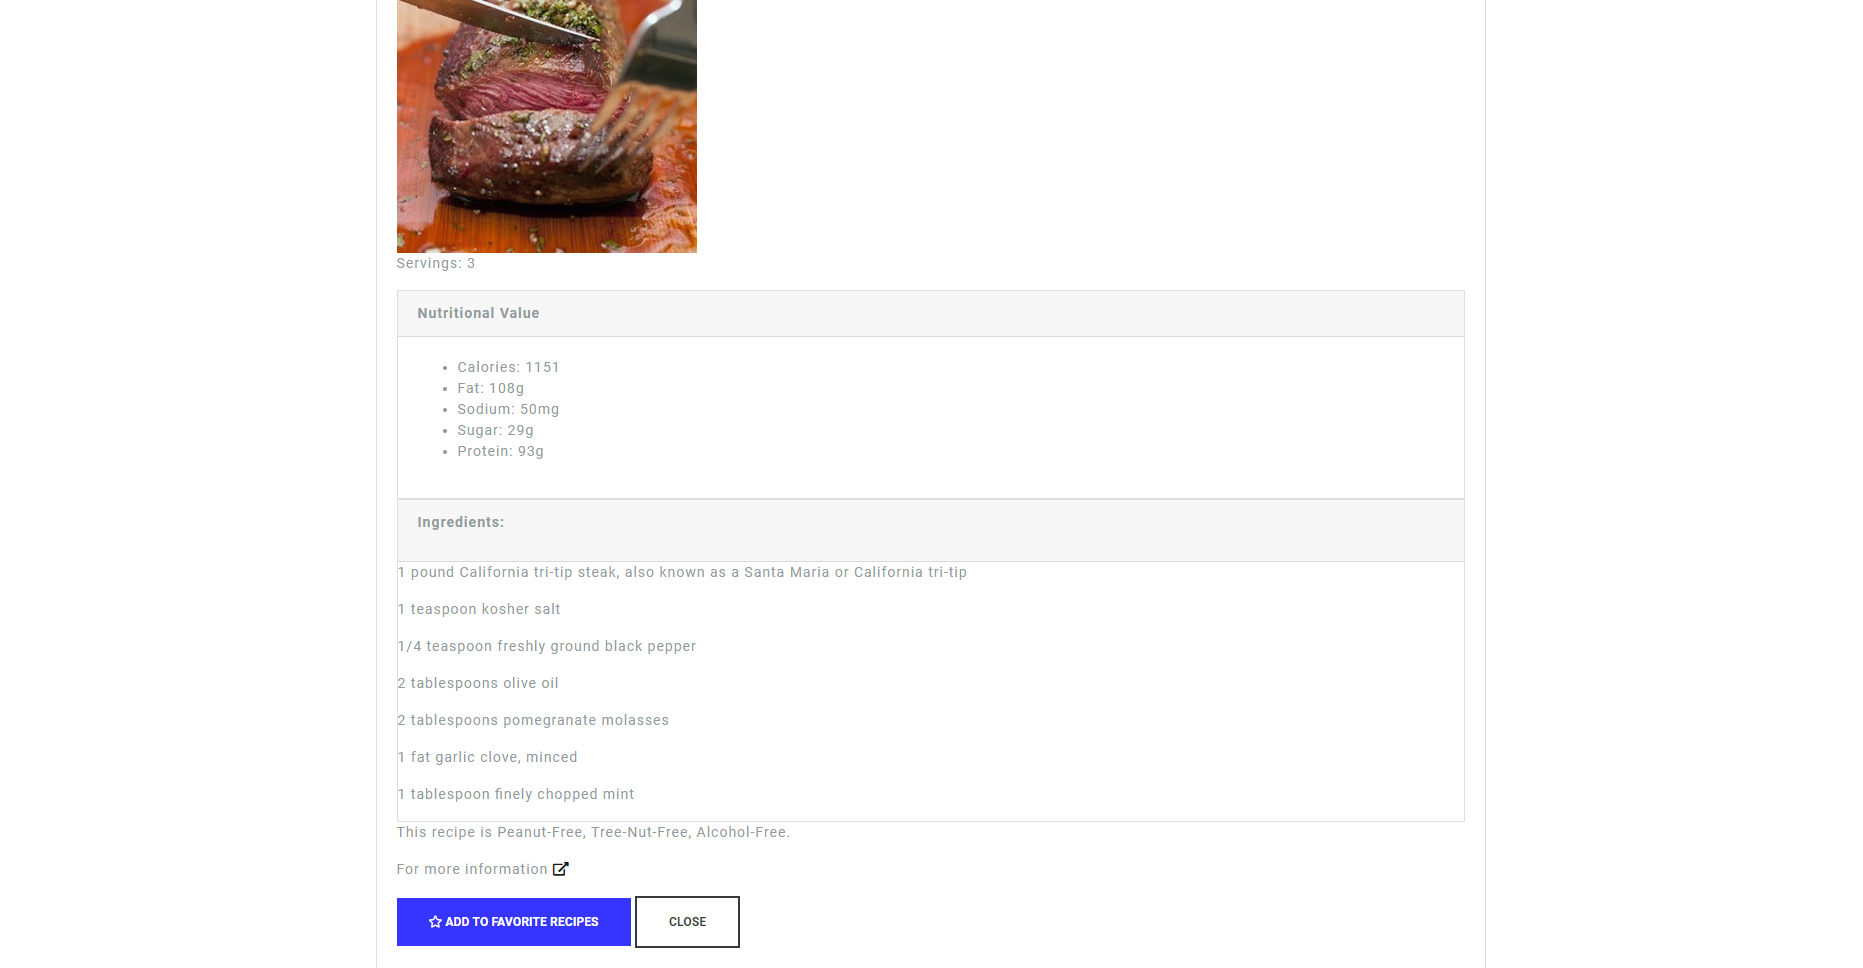 Servings: 3
Nutritional Value
• Calories: 1151
• Fat: 108g
• Sodium: 50mg
• Sugar: 29g
• Protein: 93g
Ingredients:
1 pound California tri-tip steak, also known as a Santa Maria or California tri-tip
1 teaspoon kosher salt
1/4 teaspoon freshly ground black pepper
2 tablespoons olive oil
2 tablespoons pomegranate molasses
1 fat garlic clove, minced
1 tablespoon finely chopped mint
This recipe is Peanut-Free, Tree-Nut-Free, Alcohol-Free.
For more information
ADD TO FAVORITE RECIPES CLOSE